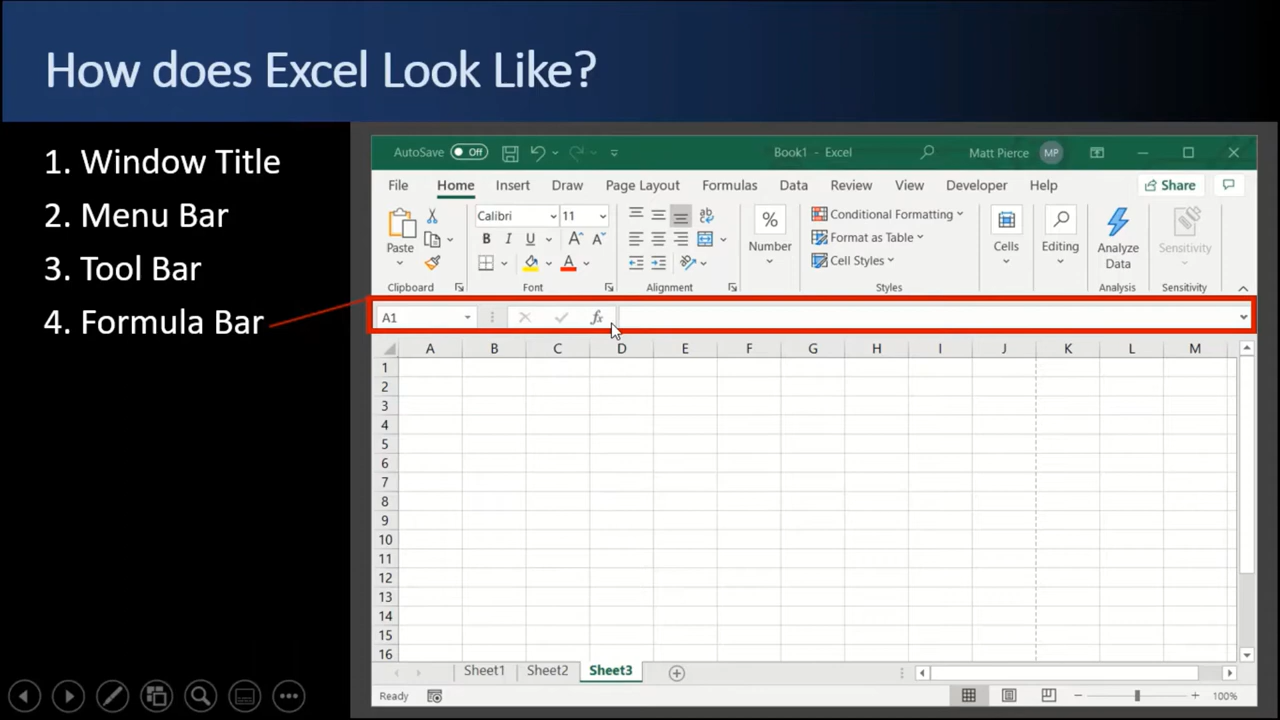 How does Excel Look Like?
1. Window Title
2. Menu Bar
3. Tool Bar
4. Formula Bar
AutoSave Off Book1 - Excel Matt Pierce MP
File Home Insert Draw Page Layout Formulas Data Review View Developer Help Share
Paste
Calibri 11
B I U A A
A
ab
%
Number
Conditional Formatting
Format as Table
Cell Styles
Cells
Editing
Analyze
Data
Sensitivity
Clipboard Font Alignment Styles Analysis Sensitivity
A1 fx
A B C D E F G H I J K L M
1
2
3
4
5
6
7
8
9
10
11
12
13
14
15
16
Sheet1 Sheet2 Sheet3
Ready 100%